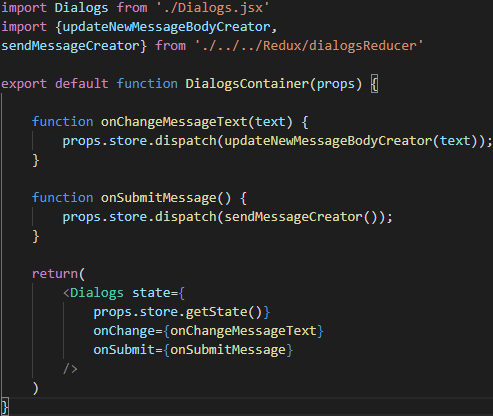 import Dialogs from './Dialogs.jsx'
import {updateNewMessageBodyCreator,
sendMessageCreator} from './../../Redux/dialogsReducer'
export default function DialogsContainer(props) {
function onChangeMessageText(text) {
props.store.dispatch(updateNewMessageBodyCreator(text));
}
function onSubmitMessage() {
props.store.dispatch(sendMessageCreator());
}
return(
<Dialogs state={
props.store.getState()}
onChange={onChangeMessageText}
onSubmit={onSubmitMessage}
/>
)
}